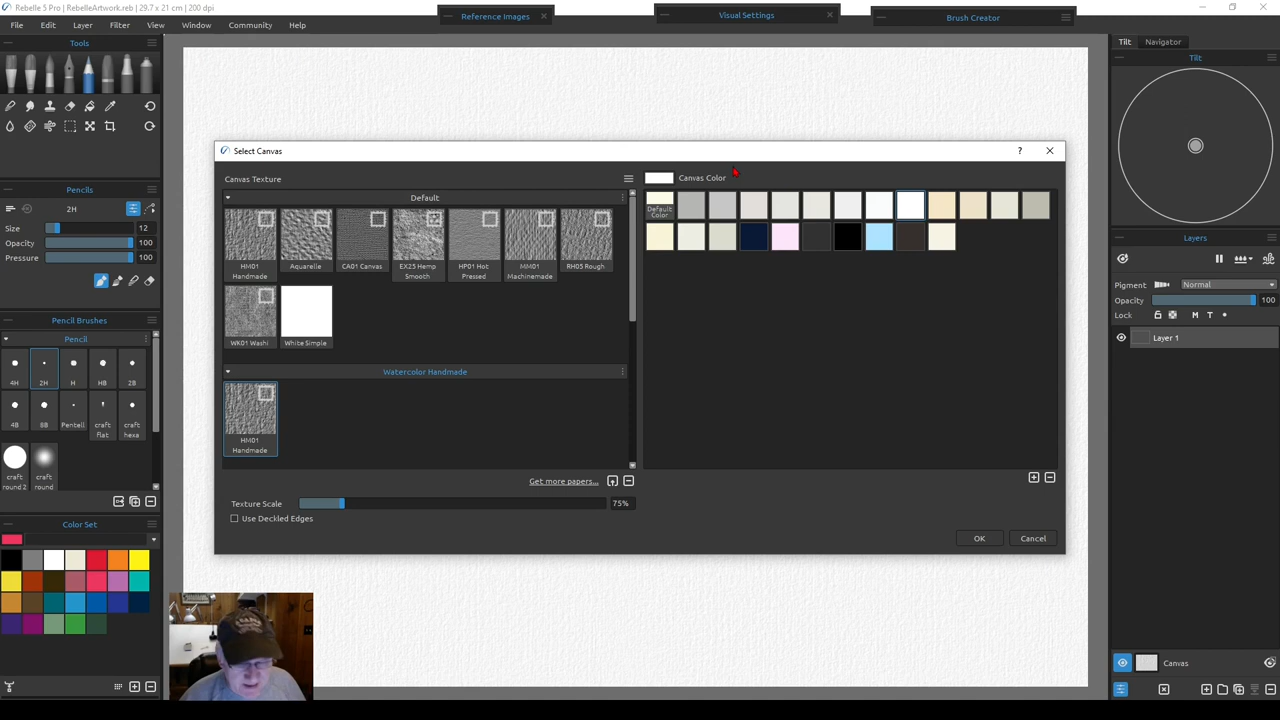 Rebelle 5 Pro | RebelleArtwork.reb | 29.7 x 21 cm | 200 dpi
Reference Images
Visual Settings
Brush Creator
File Edit Layer Filter View Window Community Help
Tools
Tilt Navigator
Tilt
Select Canvas
Canvas Texture
Canvas Color
Default
HM01 Handmade
Aquarelle
CA01 Canvas
EX25 Hemp Smooth
HP01 Hot Pressed
MM01 Machinemade
RH05 Rough
Default Color
WK01 Washi
White Simple
Watercolor Handmade
HM01 Handmade
Get more papers...
Texture Scale 75%
Use Deckled Edges
OK Cancel
Pencils
2H
Size 12
Opacity 100
Pressure 100
Pencil Brushes
Pencil
4H 2H H HB 2B
4B 8B Pentell craft flat craft hexa
craft round 2 craft round
Color Set
Layers
Pigment Normal
Opacity 100
Lock M T
Layer 1
Canvas